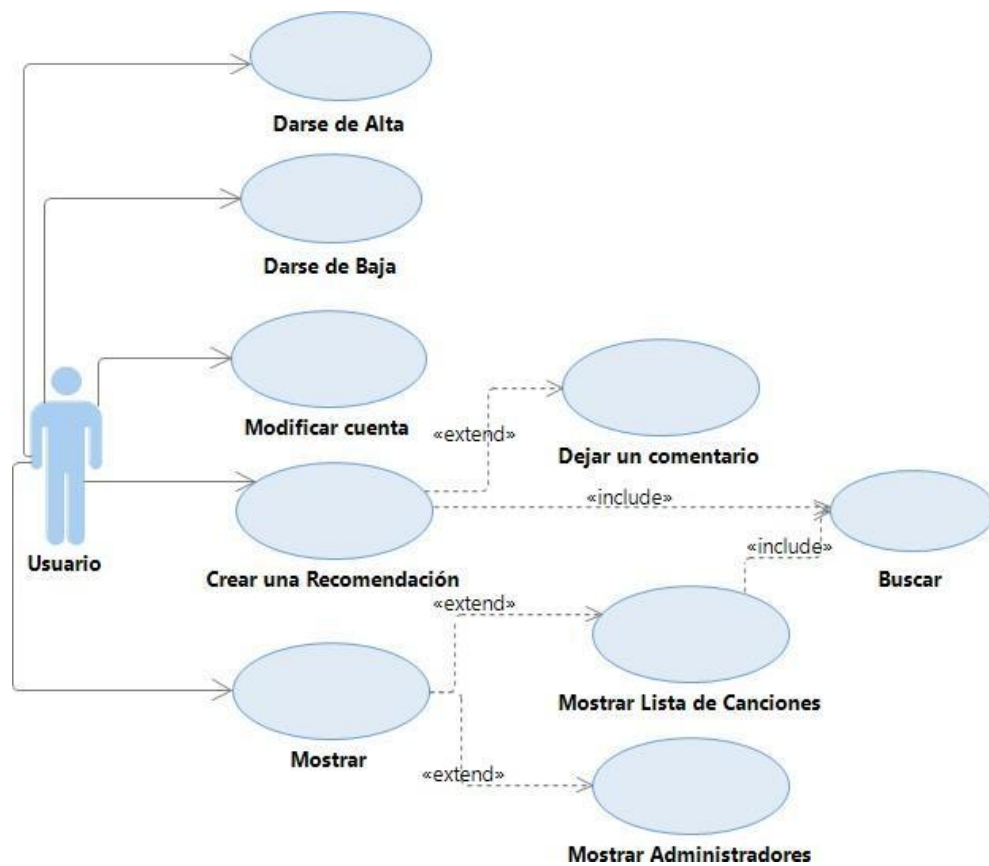 Darse de Alta
Darse de Baja
Modificar cuenta
«extend»
Dejar un comentario
«include»
Usuario
Crear una Recomendación
«include»
Buscar
«extend»
Mostrar Lista de Canciones
Mostrar
«extend»
Mostrar Administradores